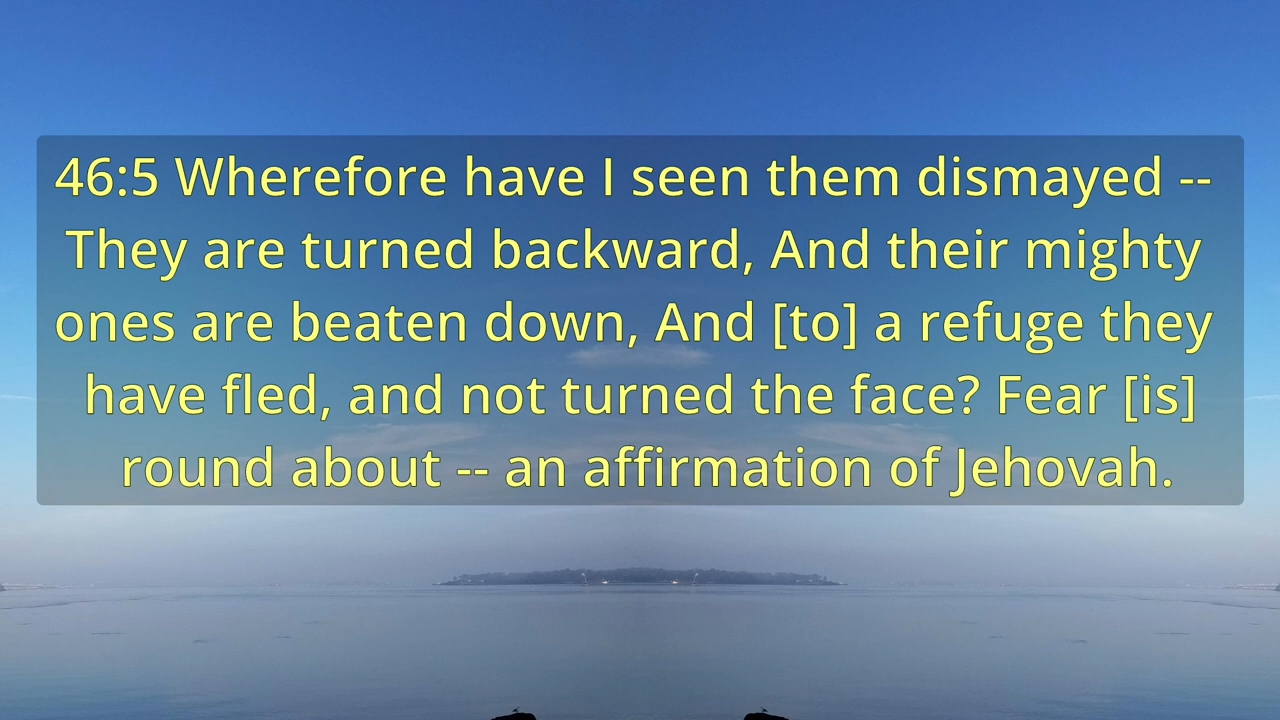 46:5 Wherefore have I seen them dismayed --
They are turned backward, And their mighty
ones are beaten down, And [to] a refuge they
have fled, and not turned the face? Fear [is]
round about -- an affirmation of Jehovah.